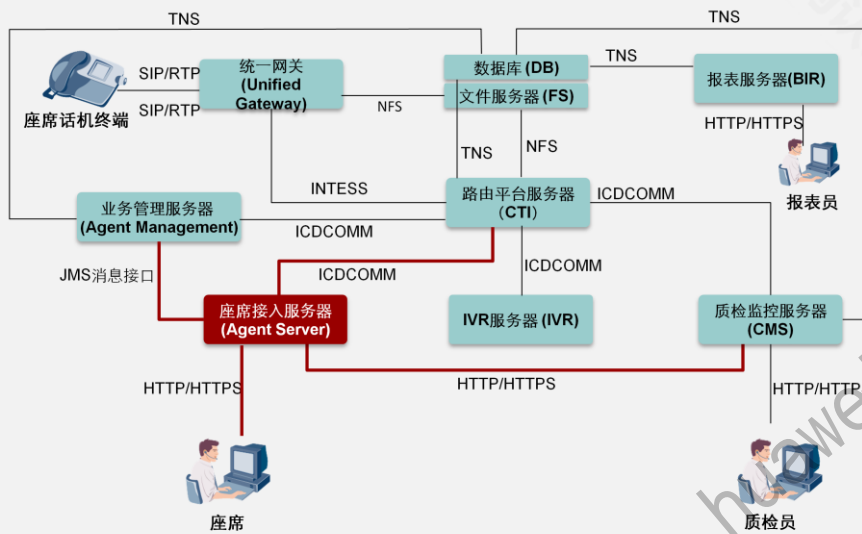 TNS
TNS
SIP/RTP
SIP/RTP
座席话机终端
统一网关
(Unified
Gateway)
NFS
数据库 (DB)
文件服务器 (FS)
TNS
报表服务器(BIR)
HTTP/HTTPS
报表员
TNS
NFS
INTESS
业务管理服务器
(Agent Management)
ICDCOMM
路由平台服务器
(CTI)
ICDCOMM
JMS消息接口
ICDCOMM
ICDCOMM
座席接入服务器
(Agent Server)
IVR服务器 (IVR)
质检监控服务器
(CMS)
HTTP/HTTPS
HTTP/HTTPS
HTTP/HTTP
座席
质检员
huawei